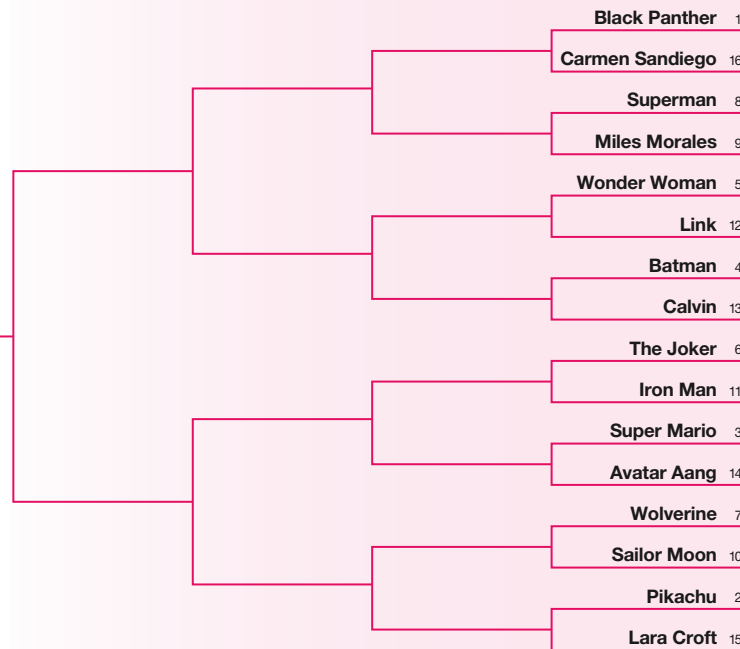 Black Panther 1
Carmen Sandiego 16
Superman 8
Miles Morales 9
Wonder Woman 5
Link 12
Batman 4
Calvin 13
The Joker 6
Iron Man 11
Super Mario 3
Avatar Aang 14
Wolverine 7
Sailor Moon 10
Pikachu 2
Lara Croft 15